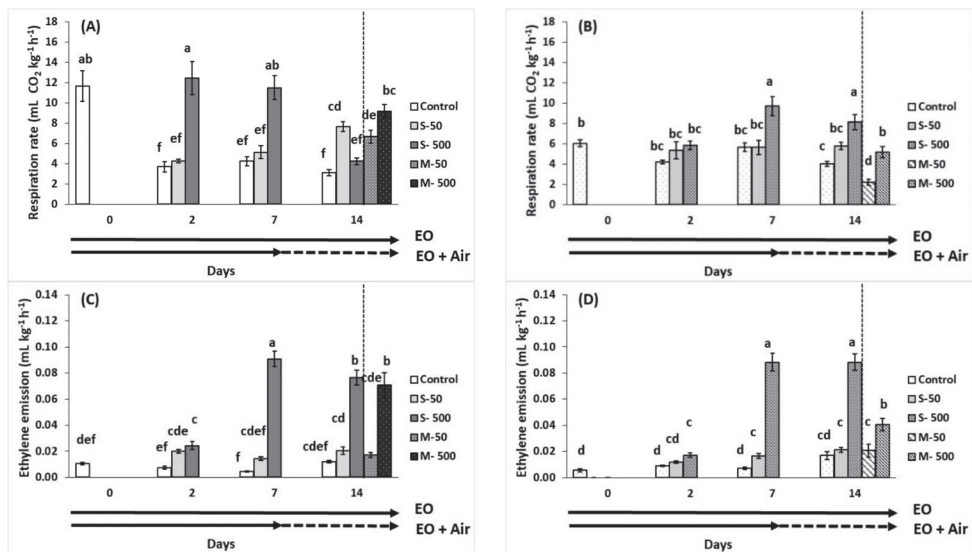 (A)
Respiration rate (mL CO₂ kg⁻¹ h⁻¹)
18
16
14
12
10
8
6
4
2
0
ab
f
ef
a
f
ef
a
f
cd
ef
de
bc
Control
S-50
S- 500
M-50
M- 500
0 2 7 14
EO
EO + Air
Days
(B)
Respiration rate (mL CO₂ kg⁻¹ h⁻¹)
18
16
14
12
10
8
6
4
2
0
b
bc
bc
bc
bc
bc
a
c
bc
a
d
b
Control
S-50
S- 500
M-50
M- 500
0 2 7 14
EO
EO + Air
Days
(C)
Ethylene emission (mL kg⁻¹ h⁻¹)
0.14
0.12
0.10
0.08
0.06
0.04
0.02
0.00
def
ef
cde
c
f
cdef
a
cdef
cd
b
cde
b
Control
S-50
S- 500
M-50
M- 500
0 2 7 14
EO
EO + Air
Days
(D)
Ethylene emission (mL kg⁻¹ h⁻¹)
0.14
0.12
0.10
0.08
0.06
0.04
0.02
0.00
d
d
cd
c
d
c
a
cd
c
a
c
b
Control
S-50
S- 500
M-50
M- 500
0 2 7 14
EO
EO + Air
Days